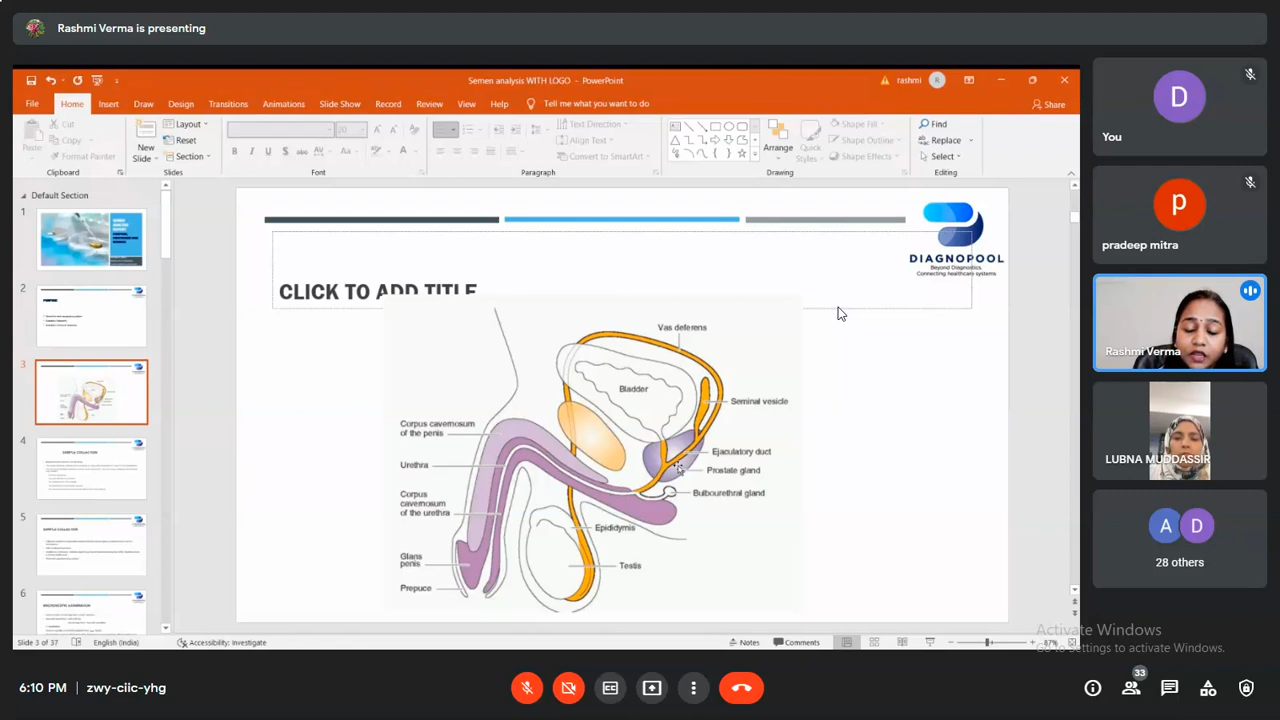 Rashmi Verma is presenting
Semen analysis WITH LOGO - PowerPoint
rashmi
R
File Home Insert Draw Design Transitions Animations Slide Show Record Review View Help Tell me what you want to do
Share
Paste
Cut
Copy
Format Painter
Clipboard
New Slide
Layout
Reset
Section
Slides
Font
Text Direction
Align Text
Convert to SmartArt
Paragraph
Arrange
Quick Styles
Shape Fill
Shape Outline
Shape Effects
Drawing
Find
Replace
Select
Editing
Default Section
1
2
3
4
5
6
DIAGNOPOOL
Beyond Diagnostics,
Connecting healthcare systems
CLICK TO ADD TITLE
Vas deferens
Bladder
Seminal vesicle
Corpus cavernosum
of the penis
Ejaculatory duct
Urethra
Prostate gland
Bulbourethral gland
Corpus
cavernosum
of the urethra
Epididymis
Glans
penis
Testis
Prepuce
Slide 3 of 37
English (India)
Accessibility: Investigate
Notes
Comments
87%
D
You
p
pradeep mitra
Rashmi Verma
LUBNA MUDDASSIR
A D
28 others
Activate Windows
Go to Settings to activate Windows.
6:10 PM | zwy-ciic-yhg
33